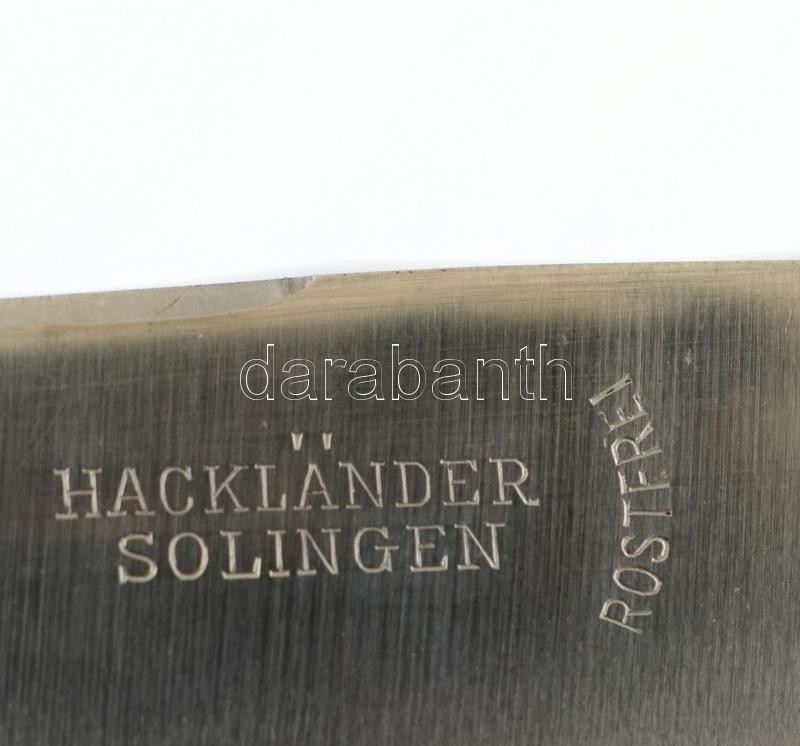 darabanth
HACKLÄNDER
SOLINGEN
ROSTFREI